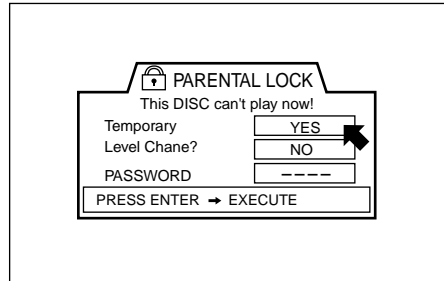 PARENTAL LOCK
This DISC can't play now!
Temporary YES
Level Chane? NO
PASSWORD – – – –
PRESS ENTER ➔ EXECUTE